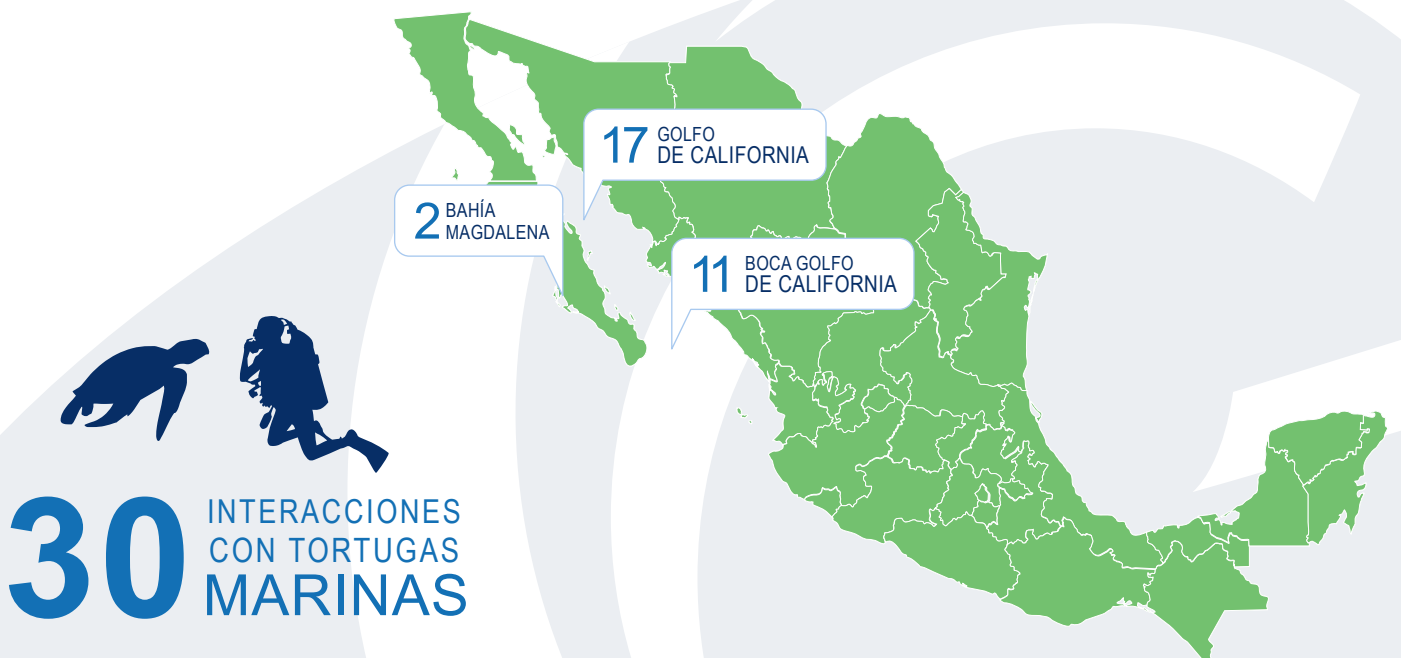 17 GOLFO
DE CALIFORNIA
2 BAHÍA
MAGDALENA
11 BOCA GOLFO
DE CALIFORNIA
30 INTERACCIONES
CON TORTUGAS
MARINAS